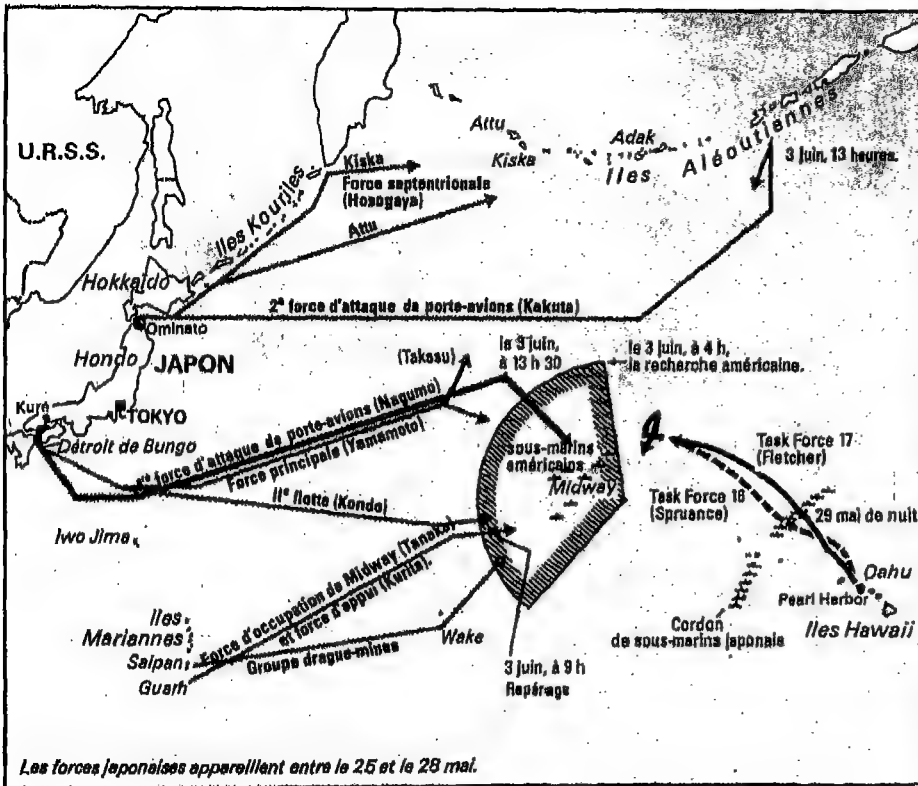 U.R.S.S.
Attu
Kiska
Adak
Iles
Aléoutiennes
3 juin, 13 heures.
Kiska
Force septentrionale
(Hosogaya)
Iles Kouriles
Attu
Hokkaido
2e force d'attaque de porte-avions (Kakuta)
Ominato
Hondo
JAPON
(Takasu)
le 3 juin,
à 13 h 30
le 3 juin, à 4 h,
la recherche américaine.
Kure
TOKYO
Détroit de Bungo
1re force d'attaque de porte-avions (Nagumo)
Force principale (Yamamoto)
sous-marins
américains
Midway
Task Force 17
(Fletcher)
Task Force 16
(Spruance)
IIe flotte (Kondo)
29 mai de nuit
Iwo Jima
Oahu
Pearl Harbor
Iles Hawaii
Force d'occupation de Midway (Tanaka)
et force d'appui (Kurita).
Iles
Mariannes
Saipan
Guam
Groupe drague-mines
Wake
Cordon
de sous-marins japonais
3 juin, à 9 h
Repérage
Les forces japonaises appareillent entre le 25 et le 28 mai.